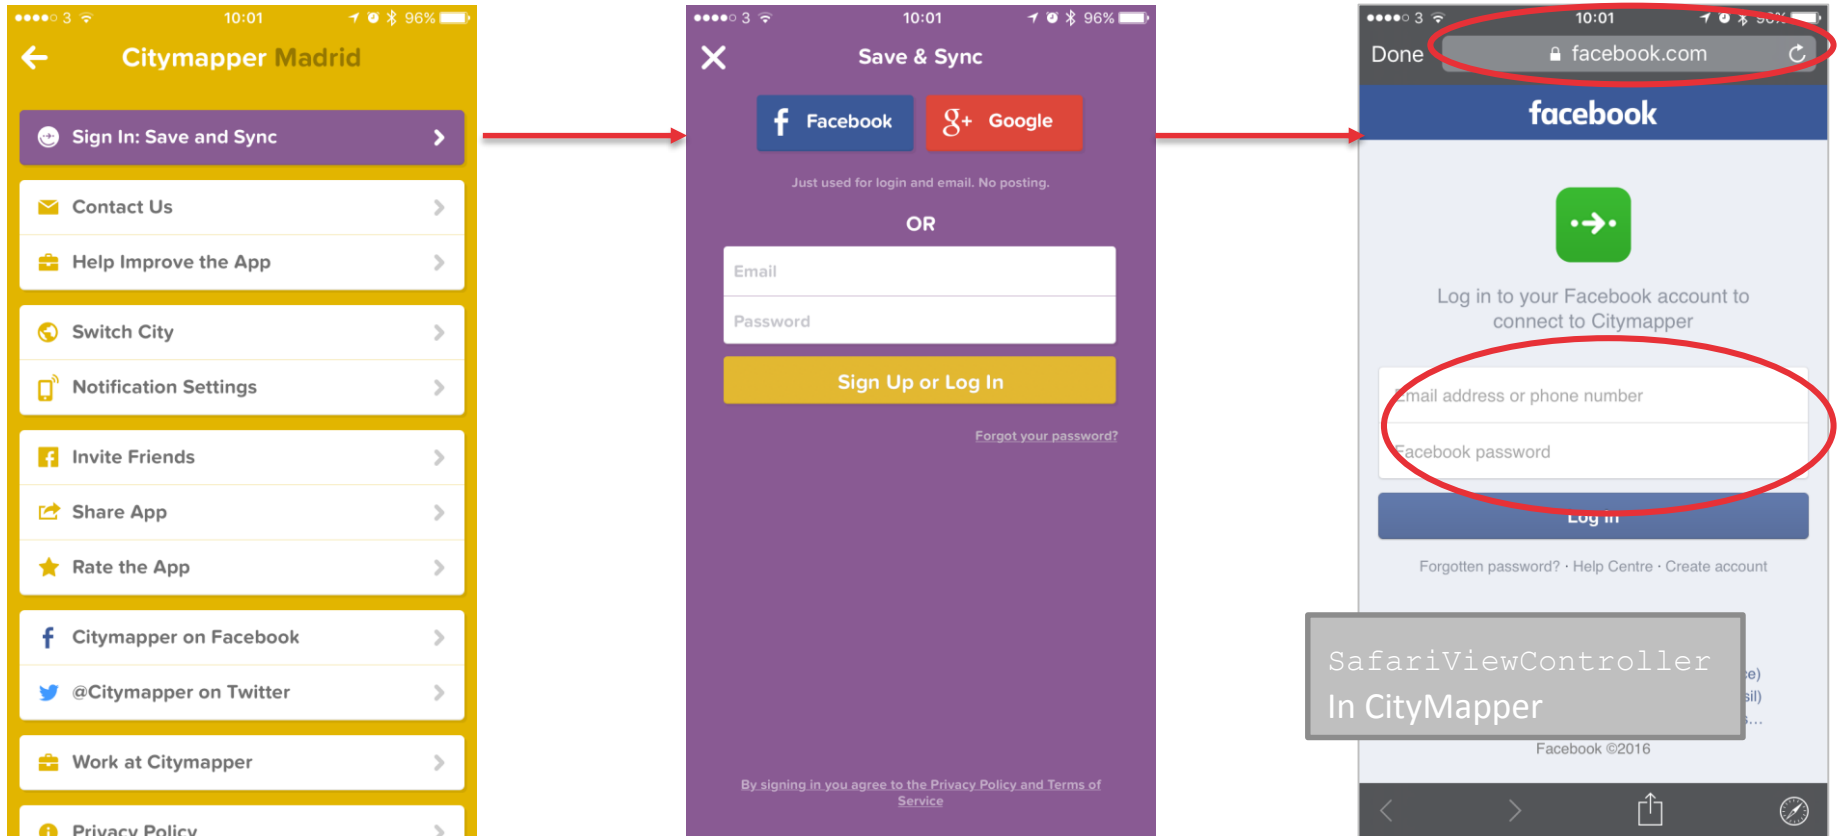 3 10:01 96%
Citymapper Madrid
Sign In: Save and Sync
Contact Us
Help Improve the App
Switch City
Notification Settings
Invite Friends
Share App
Rate the App
Citymapper on Facebook
@Citymapper on Twitter
Work at Citymapper
Privacy Policy
3 10:01 96%
Save & Sync
Facebook
g+ Google
Just used for login and email. No posting.
OR
Email
Password
Sign Up or Log In
Forgot your password?
By signing in you agree to the Privacy Policy and Terms of
Service
3 10:01 96%
Done facebook.com
facebook
Log in to your Facebook account to
connect to Citymapper
Email address or phone number
Facebook password
Log In
Forgotten password? · Help Centre · Create account
SafariViewController
In CityMapper
Facebook ©2016